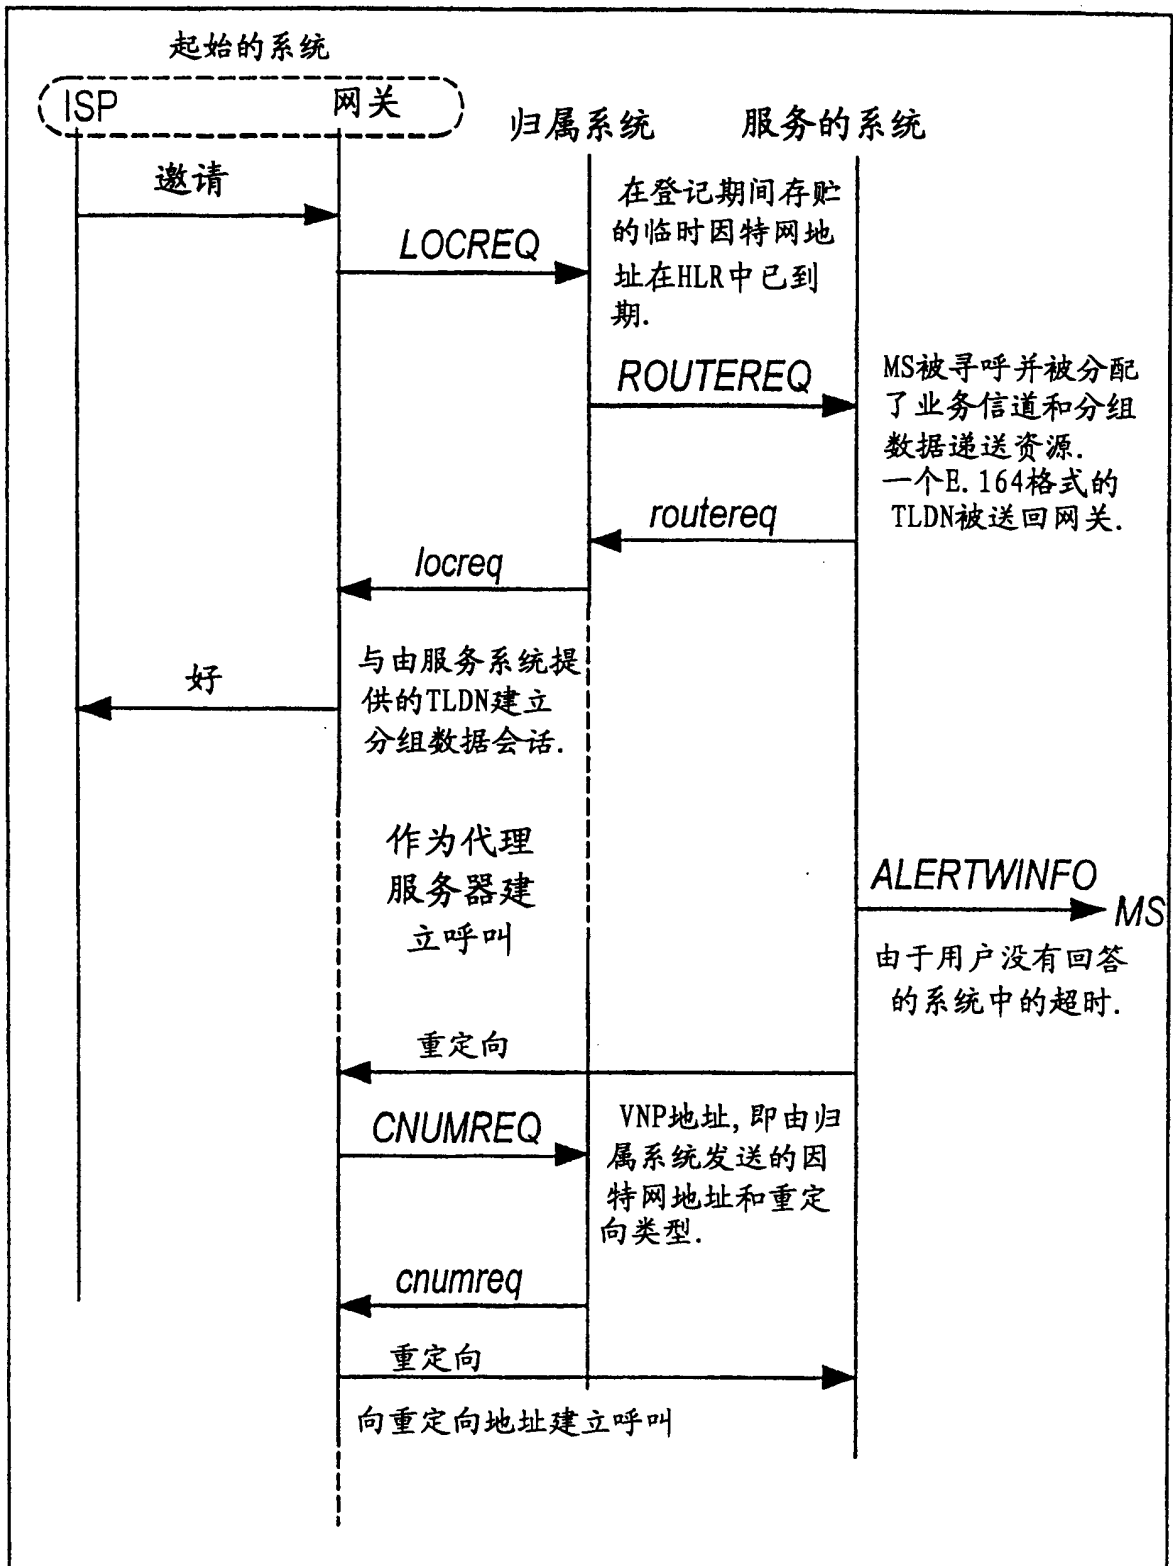 起始的系统
ISP
网关
归属系统
服务的系统
邀请
在登记期间存贮
的临时因特网地
址在HLR中已到
期.
LOCREQ
ROUTEREQ
MS被寻呼并被分配
了业务信道和分组
数据递送资源.
一个E.164格式的
TLDN被送回网关.
routereq
locreq
好
与由服务系统提
供的TLDN建立
分组数据会话.
作为代理
服务器建
立呼叫
ALERTWINFO
MS
由于用户没有回答
的系统中的超时.
重定向
CNUMREQ
VNP地址,即由归
属系统发送的因
特网地址和重定
向类型.
cnumreq
重定向
向重定向地址建立呼叫